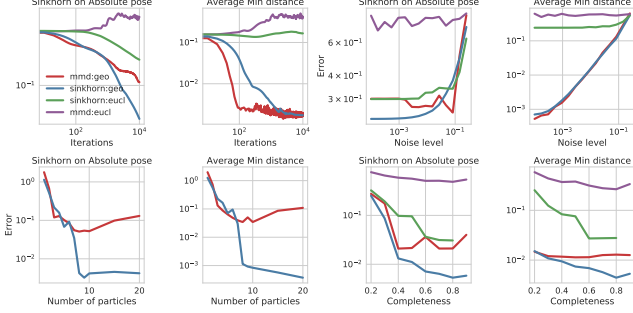 Sinkhorn on Absolute pose
Average Min distance
Sinkhorn on Absolute pose
Average Min distance
10⁻¹
mmd:geo
sinkhorn:geo
sinkhorn:eucl
mmd:eucl
10²
10⁴
Iterations
10⁻¹
10⁻²
10²
10⁴
Iterations
Error
6 × 10⁻¹
4 × 10⁻¹
3 × 10⁻¹
10⁻³
10⁻¹
Noise level
10⁻¹
10⁻²
10⁻³
10⁻³
10⁻¹
Noise level
Sinkhorn on Absolute pose
Average Min distance
Sinkhorn on Absolute pose
Average Min distance
Error
10⁰
10⁻¹
10⁻²
10
20
Number of particles
10⁰
10⁻¹
10⁻²
10⁻³
10
20
Number of particles
10⁻¹
10⁻²
0.2
0.4
0.6
0.8
Completeness
10⁻¹
10⁻²
0.2
0.4
0.6
0.8
Completeness